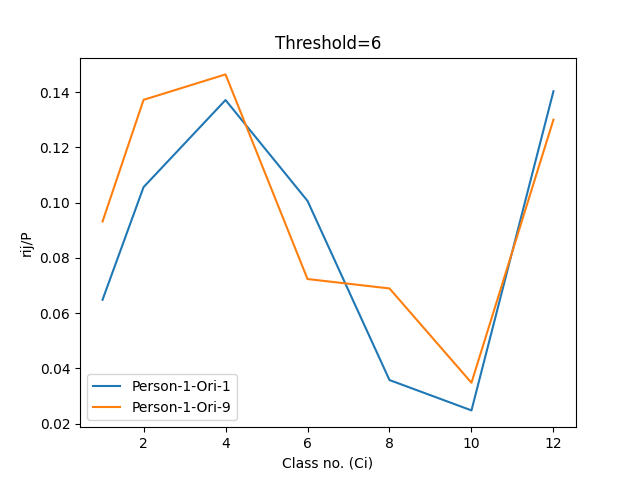 Threshold=6
0.14
0.12
0.10
0.08
0.06
0.04
0.02
rij/P
Person-1-Ori-1
Person-1-Ori-9
2 4 6 8 10 12
Class no. (Ci)